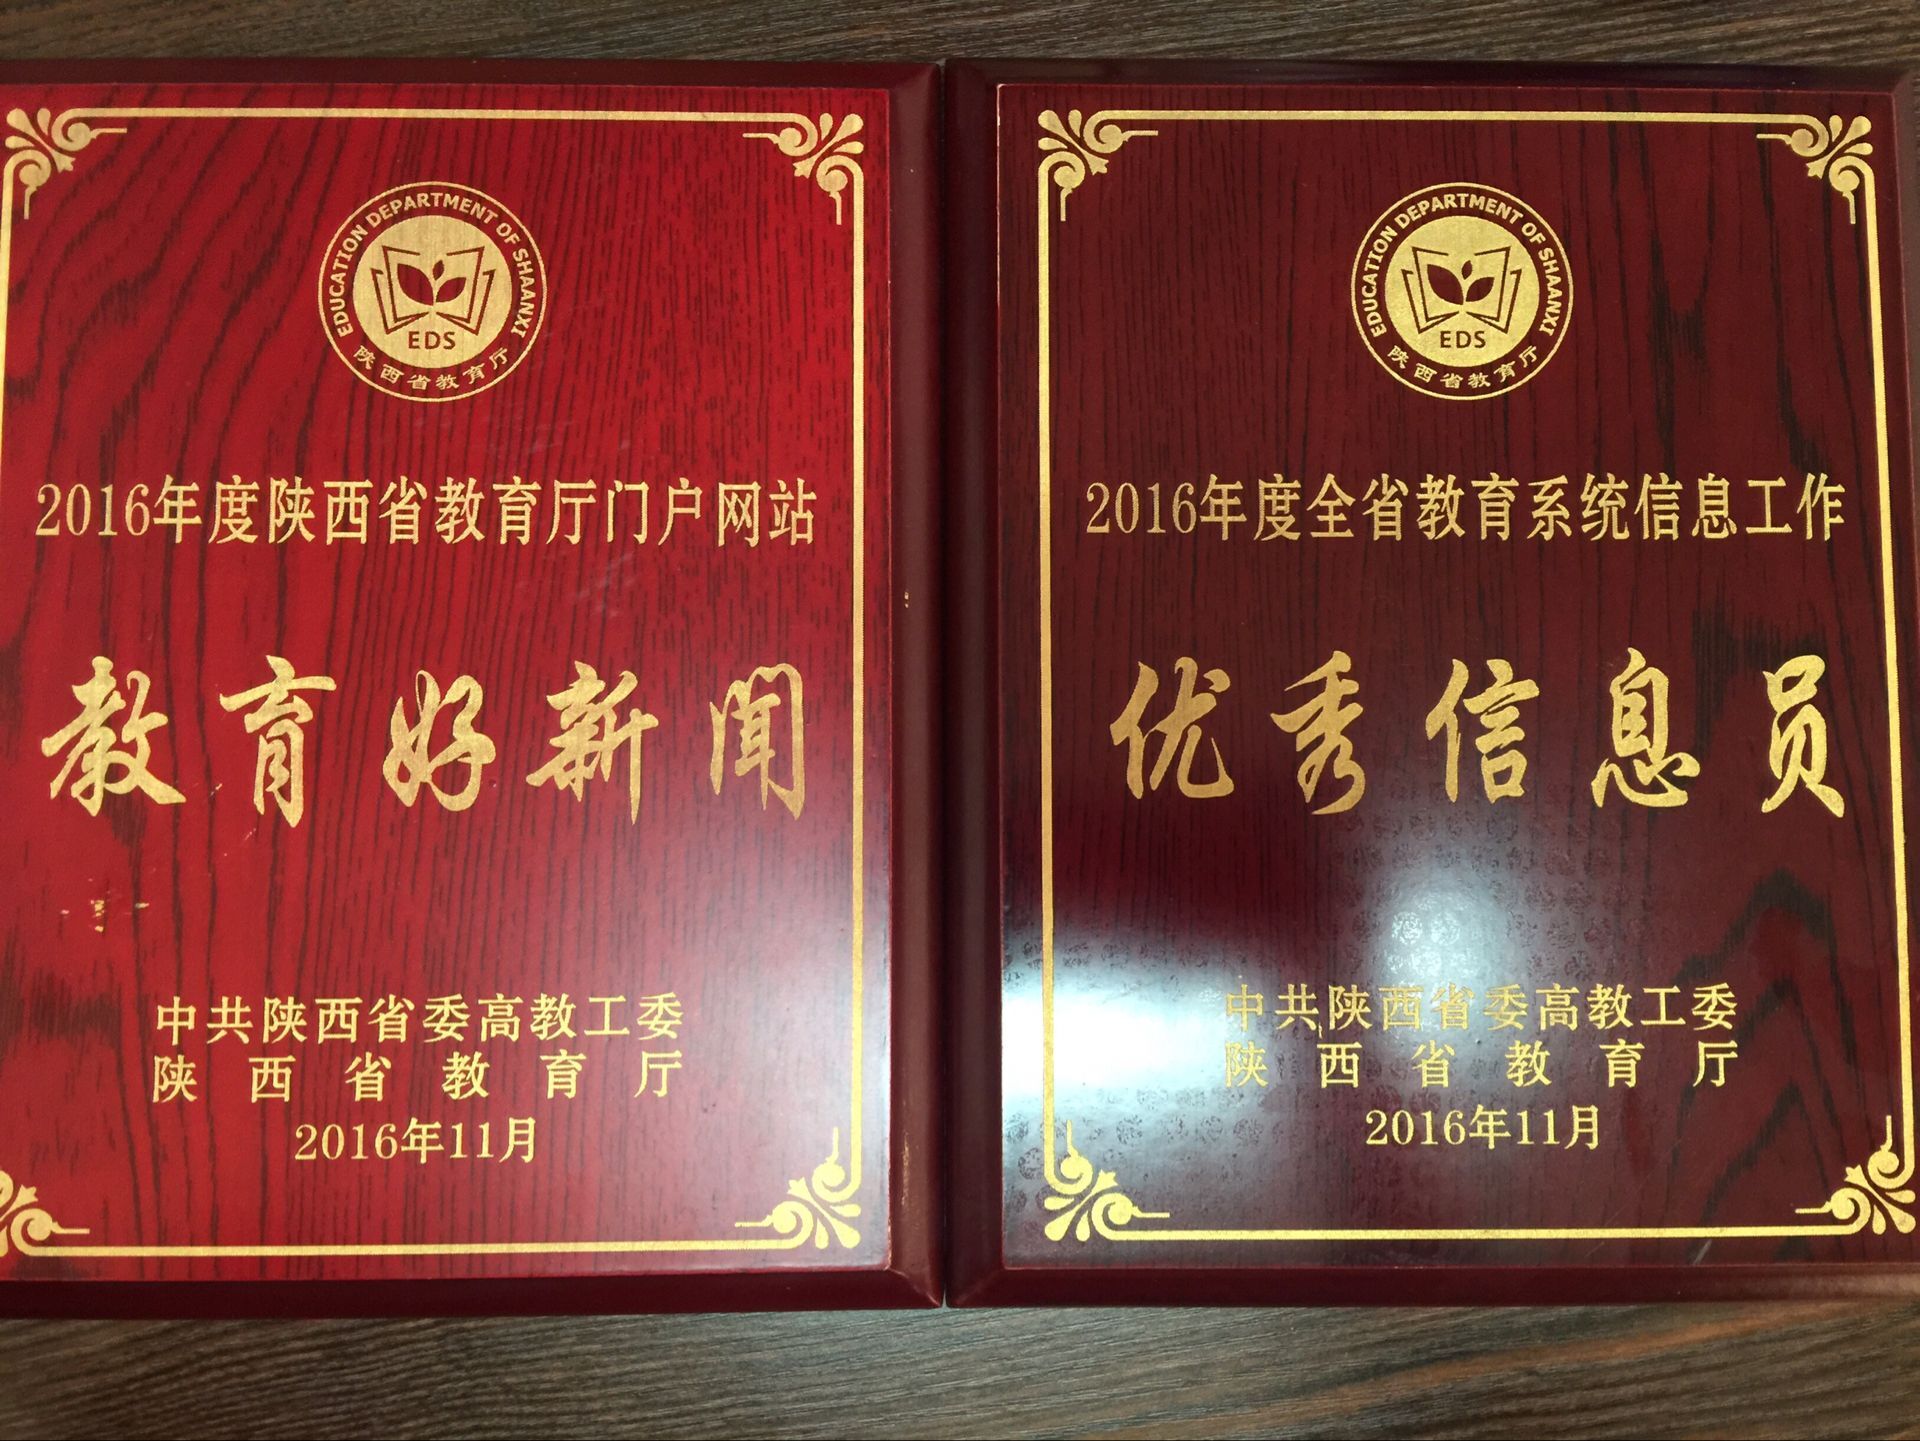 EDUCATION DEPARTMENT OF SHAANXI
EDS
陕西省教育厅
2016年度陕西省教育厅门户网站
教育好新闻
中共陕西省委高教工委
陕西省教育厅
2016年11月
EDUCATION DEPARTMENT OF SHAANXI
EDS
陕西省教育厅
2016年度全省教育系统信息工作
优秀信息员
中共陕西省委高教工委
陕西省教育厅
2016年11月